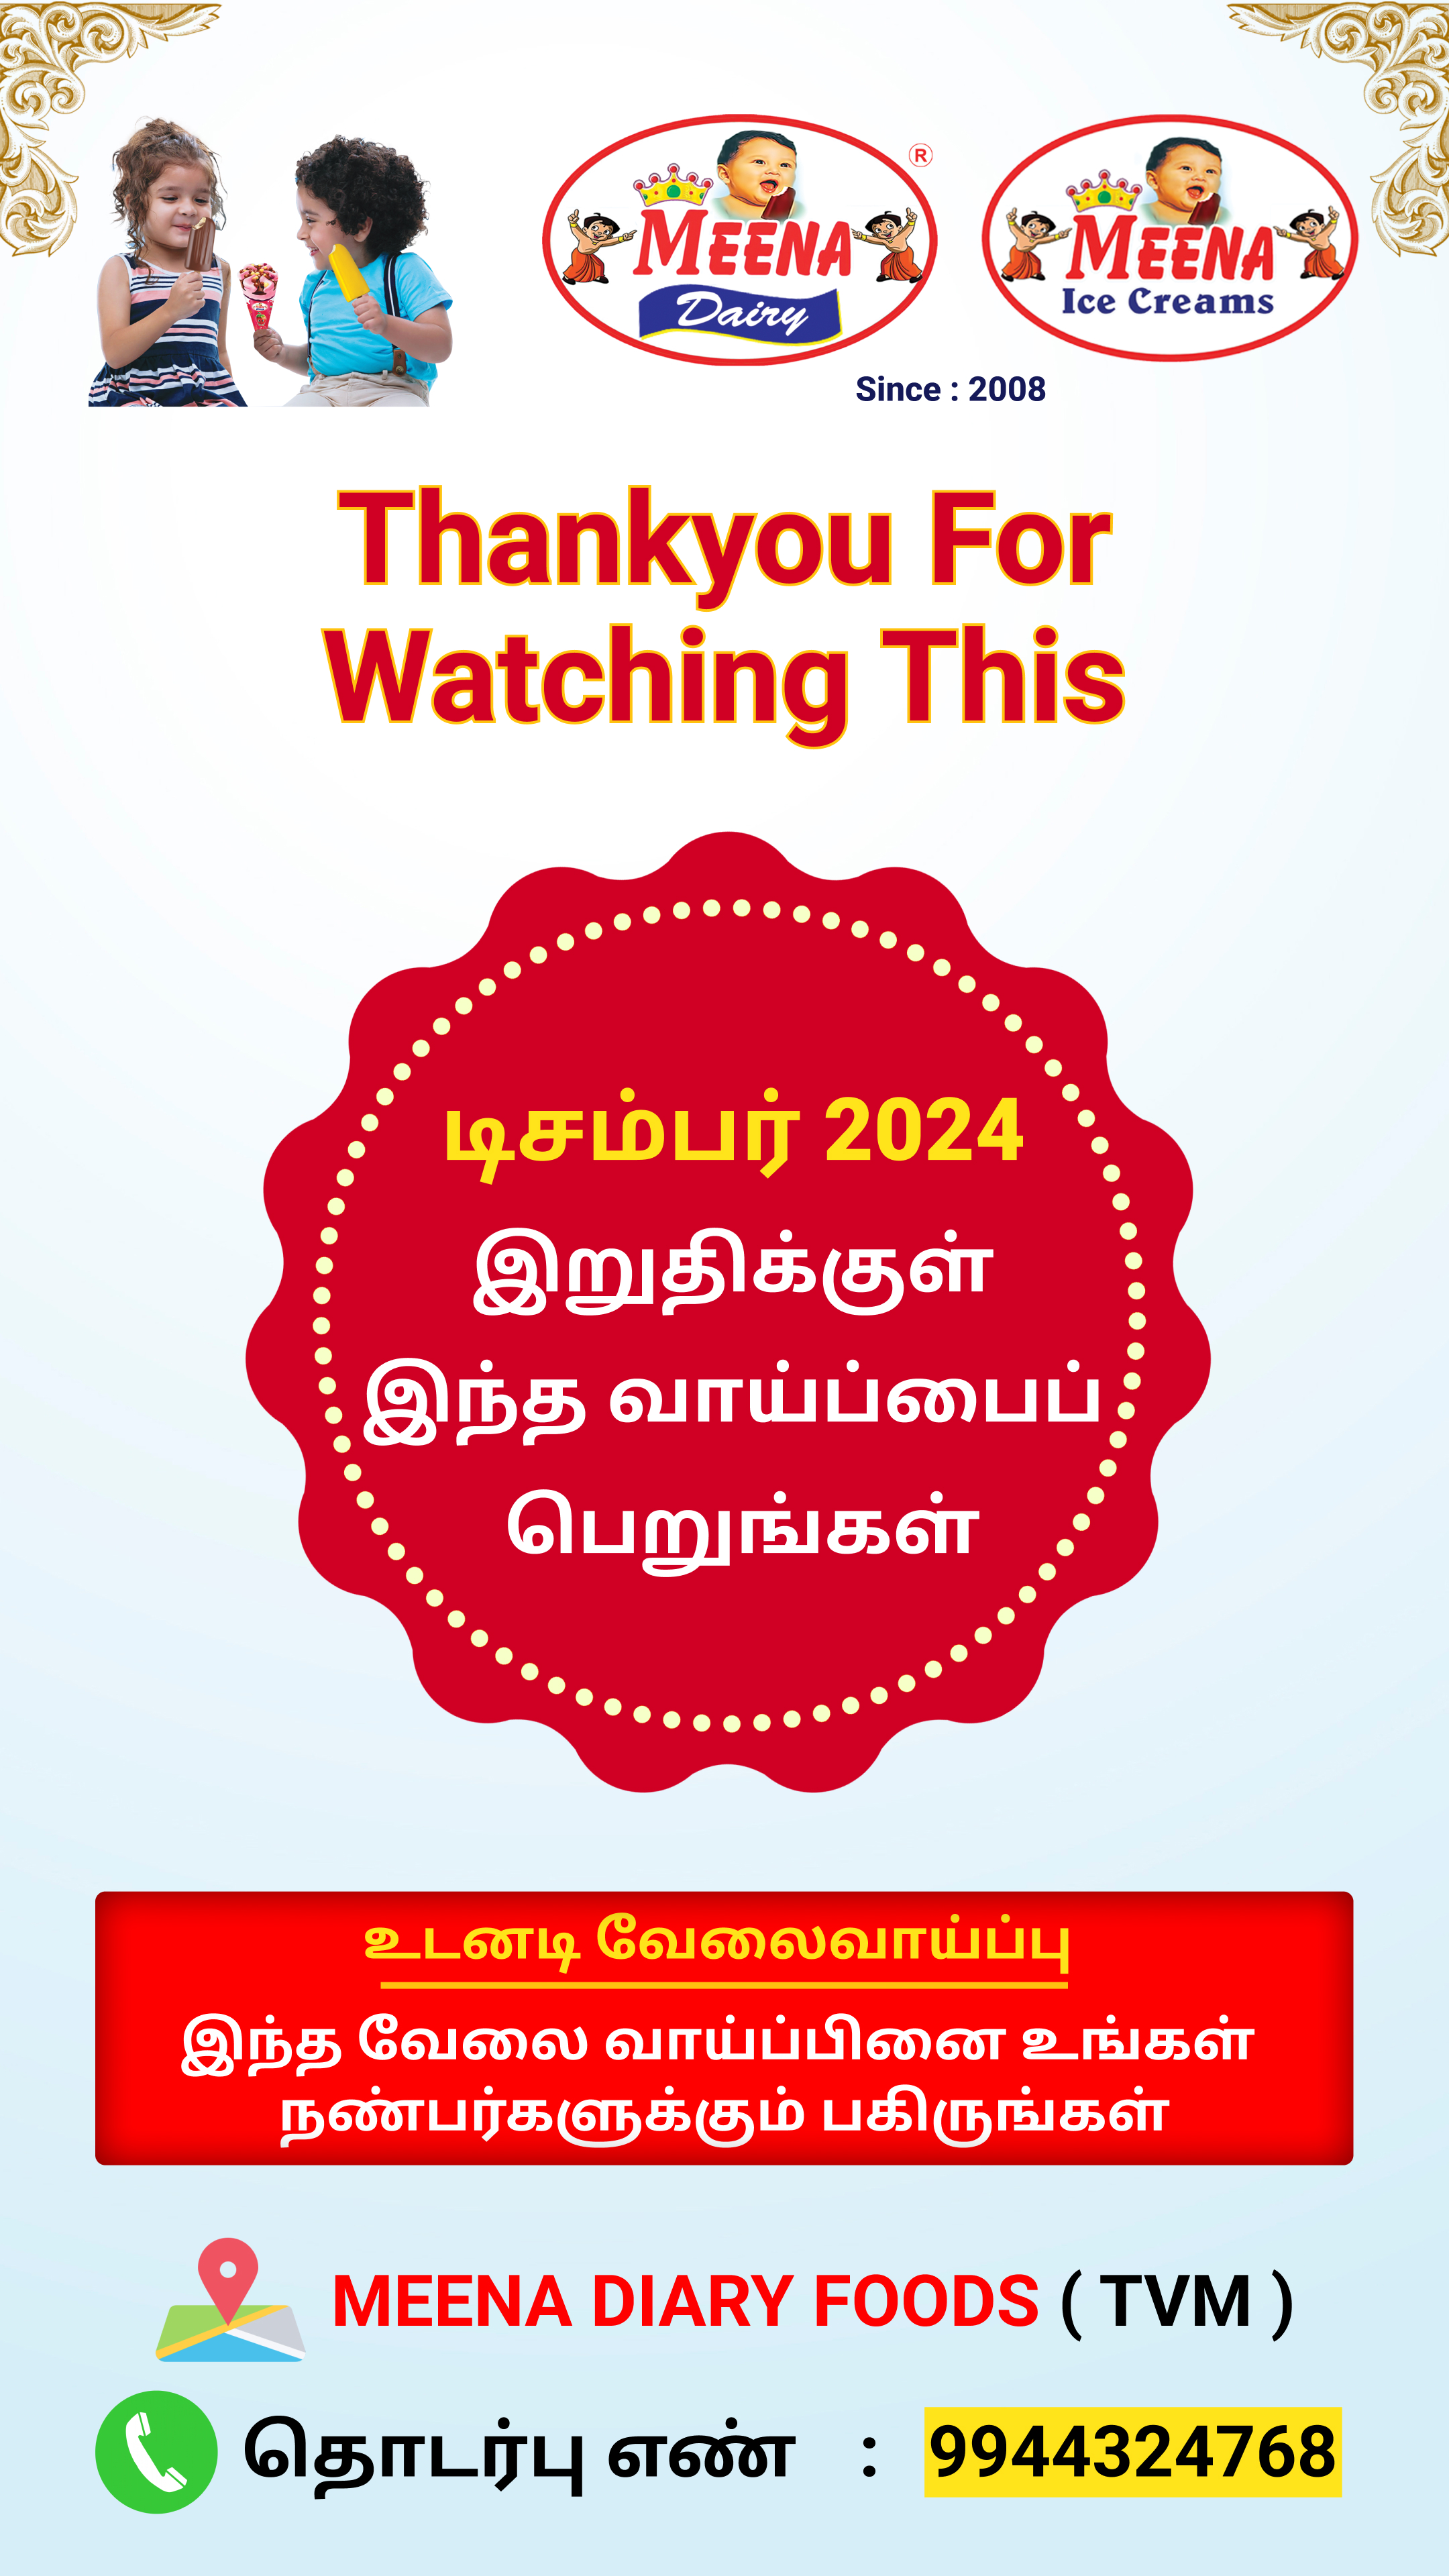 MEENA
Dairy
®
MEENA
Ice Creams
Since : 2008
Thankyou For
Watching This
டிசம்பர் 2024
இறுதிக்குள்
இந்த வாய்ப்பைப்
பெறுங்கள்
உடனடி வேலைவாய்ப்பு
இந்த வேலை வாய்ப்பினை உங்கள்
நண்பர்களுக்கும் பகிருங்கள்
MEENA DIARY FOODS ( TVM )
தொடர்பு எண் : 9944324768